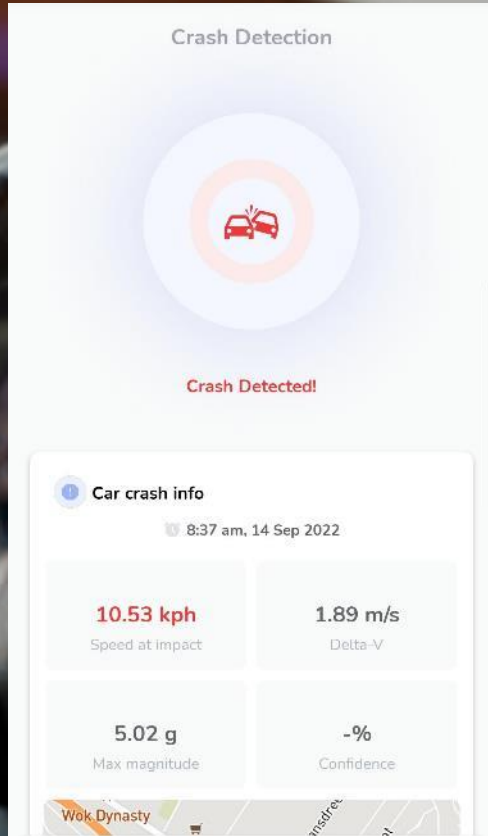 Crash Detection
Crash Detected!
Car crash info
8:37 am, 14 Sep 2022
10.53 kph
Speed at impact
1.89 m/s
Delta-V
5.02 g
Max magnitude
-%
Confidence
Wok Dynasty